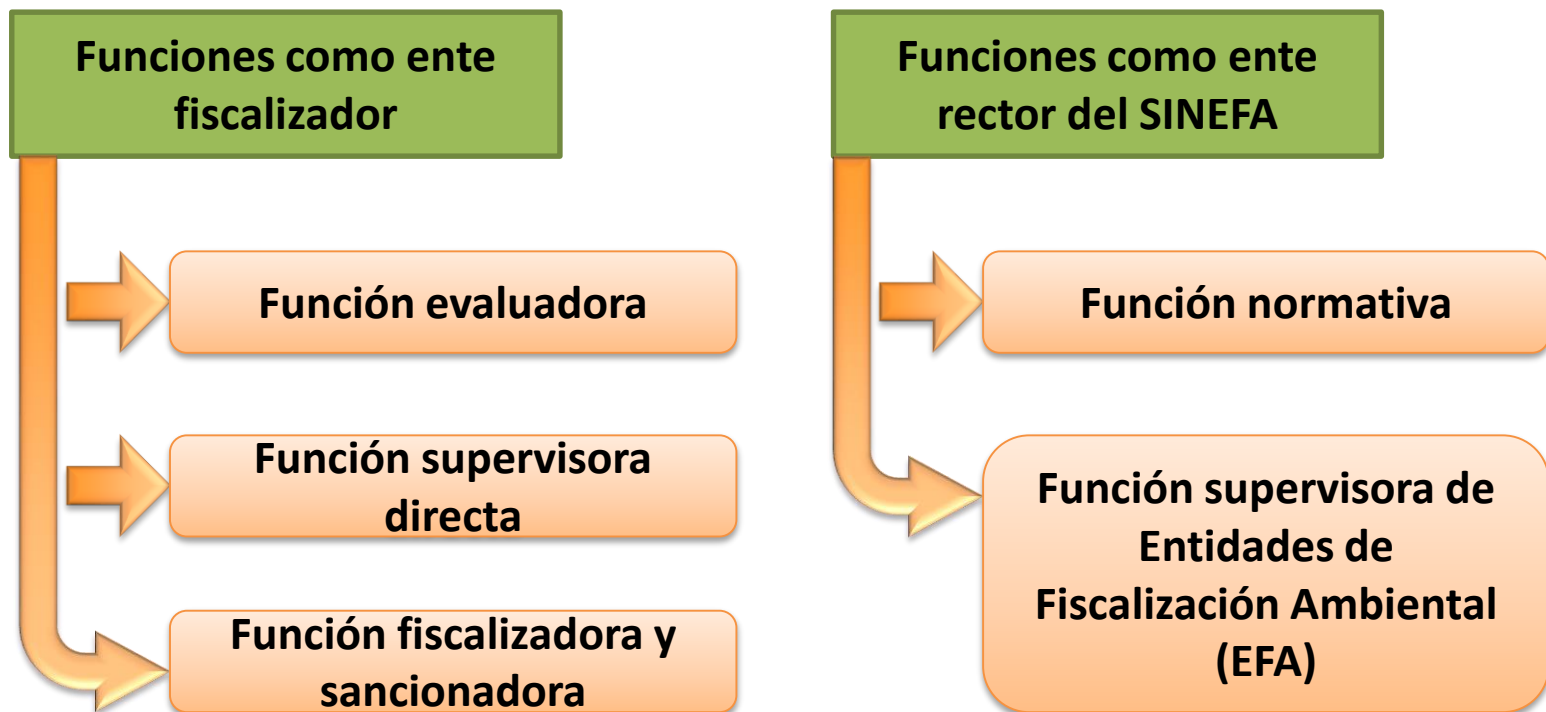 Funciones como ente
fiscalizador
Función evaluadora
Función supervisora
directa
Función fiscalizadora y
sancionadora
Funciones como ente
rector del SINEFA
Función normativa
Función supervisora de
Entidades de
Fiscalización Ambiental
(EFA)